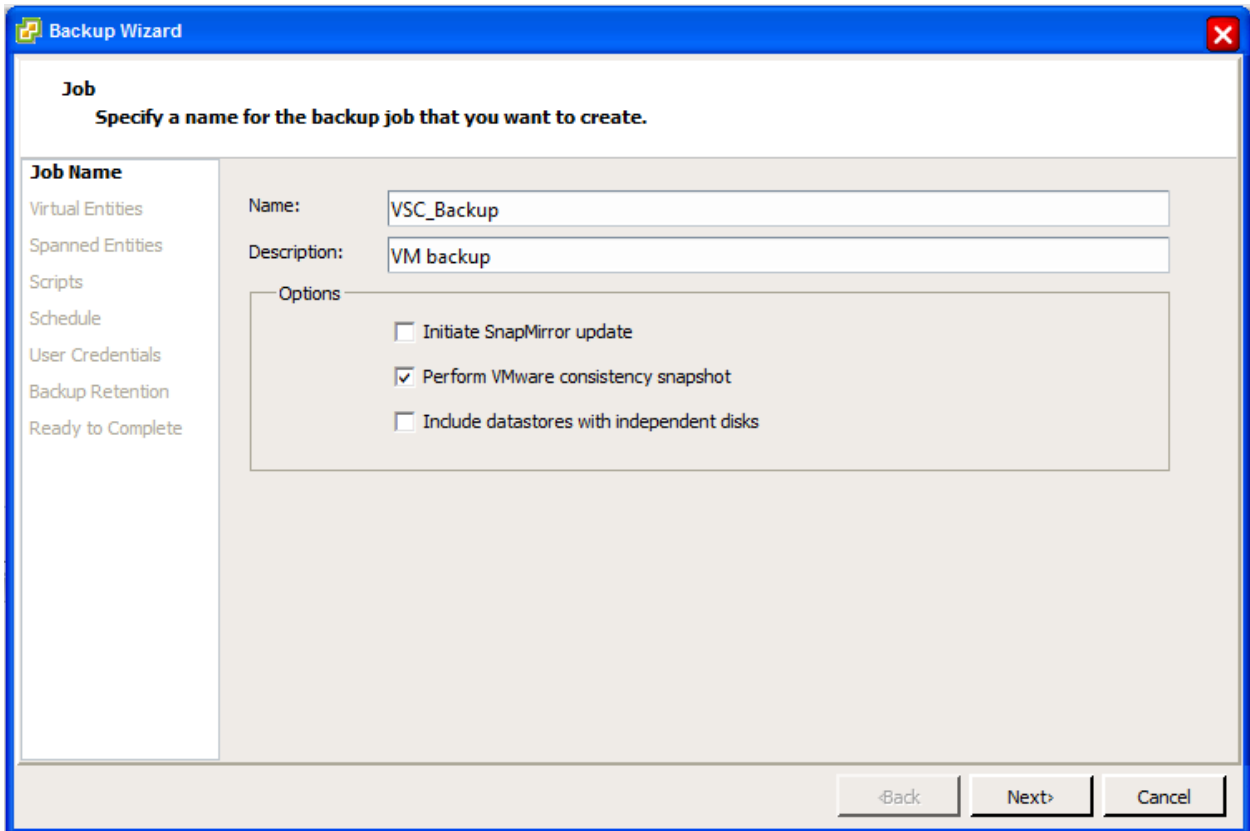 Backup Wizard
Job
Specify a name for the backup job that you want to create.
Job Name
Virtual Entities
Spanned Entities
Scripts
Schedule
User Credentials
Backup Retention
Ready to Complete
Name:
VSC_Backup
Description:
VM backup
Options
Initiate SnapMirror update
Perform VMware consistency snapshot
Include datastores with independent disks
<Back
Next>
Cancel